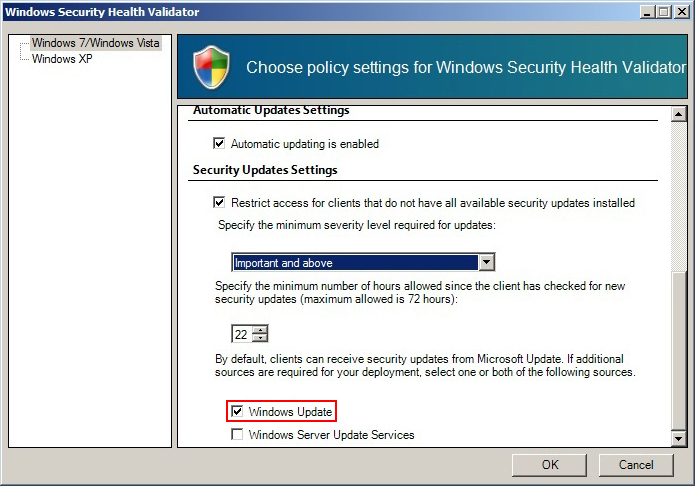 Windows Security Health Validator
Windows 7/Windows Vista
Windows XP
Choose policy settings for Windows Security Health Validator
Automatic Updates Settings
Automatic updating is enabled
Security Updates Settings
Restrict access for clients that do not have all available security updates installed
Specify the minimum severity level required for updates:
Important and above
Specify the minimum number of hours allowed since the client has checked for new
security updates (maximum allowed is 72 hours):
22
By default, clients can receive security updates from Microsoft Update. If additional
sources are required for your deployment, select one or both of the following sources.
Windows Update
Windows Server Update Services
OK
Cancel